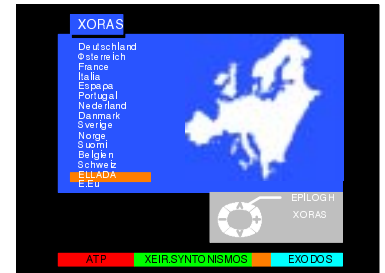 XORAS
Deutschland
Österreich
France
Italia
Espapa
Portugal
Nederland
Danmark
Sverige
Norge
Suomi
Belgien
Schweiz
ELLADA
E.Eu
EPILOGH
XORAS
ATP
XEIR.SYNTONISMOS
EXODOS